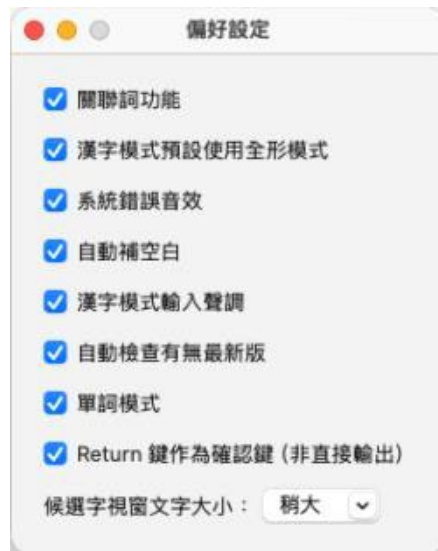 偏好設定
關聯詞功能
漢字模式預設使用全形模式
系統錯誤音效
自動補空白
漢字模式輸入聲調
自動檢查有無最新版
單詞模式
Return 鍵作為確認鍵 (非直接輸出)
候選字視窗文字大小： 稍大